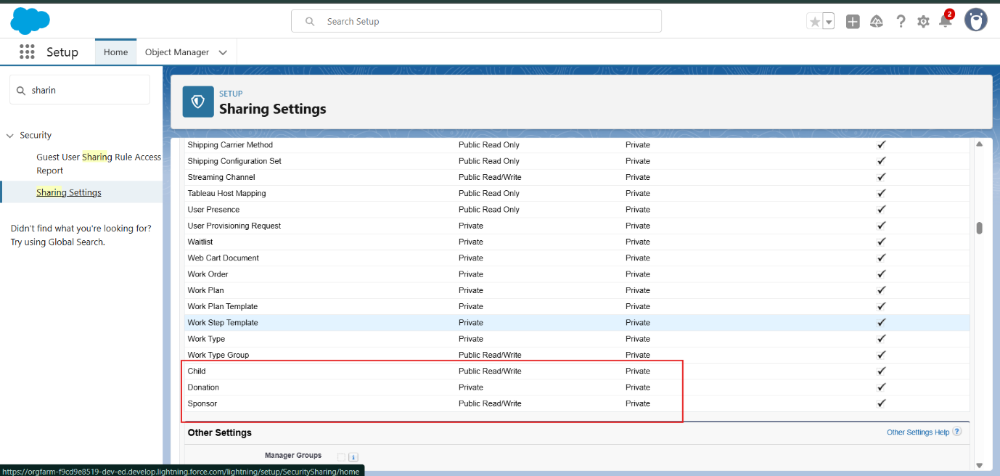 Search Setup
2
Setup
Home
Object Manager
sharin
Security
Guest User Sharing Rule Access
Report
Sharing Settings
Didn't find what you're looking for?
Try using Global Search.
SETUP
Sharing Settings
Shipping Carrier Method Public Read Only Private
Shipping Configuration Set Public Read Only Private
Streaming Channel Public Read/Write Private
Tableau Host Mapping Public Read Only Private
User Presence Public Read Only Private
User Provisioning Request Private Private
Waitlist Private Private
Web Cart Document Private Private
Work Order Private Private
Work Plan Private Private
Work Plan Template Private Private
Work Step Template Private Private
Work Type Private Private
Work Type Group Public Read/Write Private
Child Public Read/Write Private
Donation Private Private
Sponsor Public Read/Write Private
Other Settings
Other Settings Help ?
Manager Groups i
https://orgfarm-f9cd9e8519-dev-ed.develop.lightning.force.com/lightning/setup/SecuritySharing/home